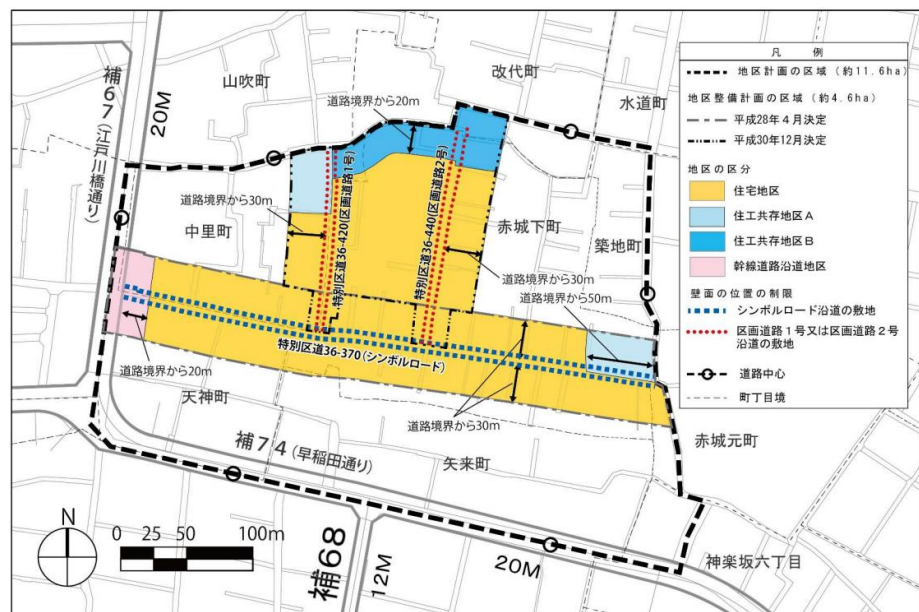 改代町
山吹町
水道町
道路境界から20m
補67(江戸川橋通り)
20M
特別区道36-420(区画道路1号)
特別区道36-440(区画道路2号)
道路境界から30m
中里町
赤城下町
築地町
道路境界から30m
道路境界から50m
特別区道36-370(シンボルロード)
道路境界から20m
天神町
道路境界から30m
補74(早稲田通り)
矢来町
赤城元町
N
0 25 50 100m
補68
12M
20M
神楽坂六丁目
凡 例
地区計画の区域 (約11.6ha)
地区整備計画の区域 (約4.6ha)
平成28年4月決定
平成30年12月決定
地区の区分
住宅地区
住工共存地区A
住工共存地区B
幹線道路沿道地区
壁面の位置の制限
シンボルロード沿道の敷地
区画道路1号又は区画道路2号
沿道の敷地
道路中心
町丁目境